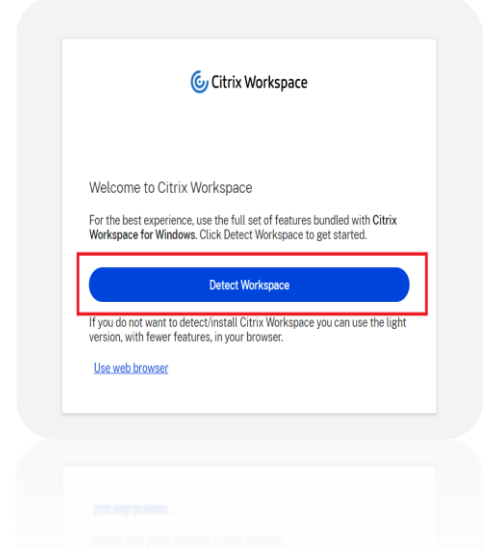 Citrix Workspace
Welcome to Citrix Workspace
For the best experience, use the full set of features bundled with Citrix
Workspace for Windows. Click Detect Workspace to get started.
Detect Workspace
If you do not want to detect/install Citrix Workspace you can use the light
version, with fewer features, in your browser.
Use web browser